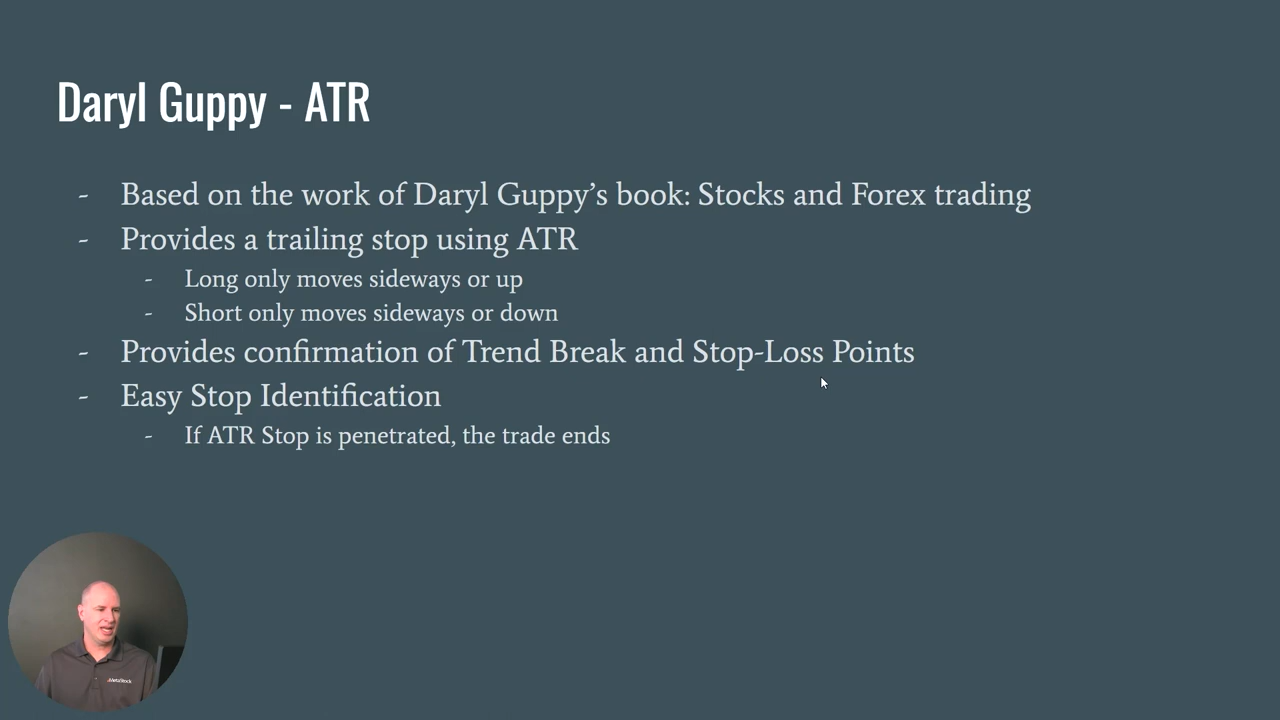 Daryl Guppy - ATR
- Based on the work of Daryl Guppy’s book: Stocks and Forex trading
- Provides a trailing stop using ATR
- Long only moves sideways or up
- Short only moves sideways or down
- Provides confirmation of Trend Break and Stop-Loss Points
- Easy Stop Identification
- If ATR Stop is penetrated, the trade ends
MetaStock